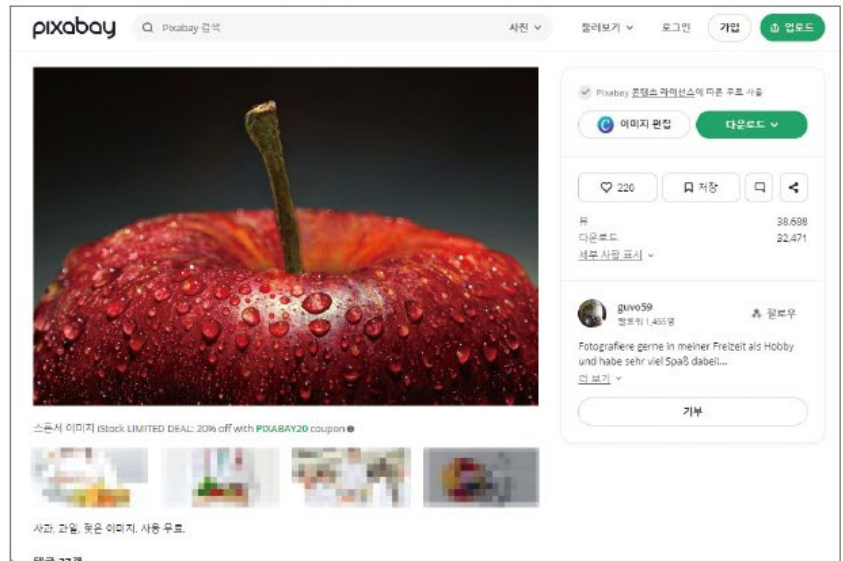 pixabay
Pixabay 검색
사진
둘러보기
로그인
가입
업로드
Pixabay 콘텐츠 라이선스에 따른 무료 사용
이미지 편집
다운로드
220
저장
뷰 38,688
다운로드 32,471
세부 사항 표시
guvo59
팔로워 1,455명
팔로우
Fotografiere gerne in meiner Freizeit als Hobby
und habe sehr viel Spaß dabei!...
더 보기
기부
스폰서 이미지 iStock LIMITED DEAL: 20% off with PIXABAY20 coupon
사과, 과일, 젖은 이미지. 사용 무료.